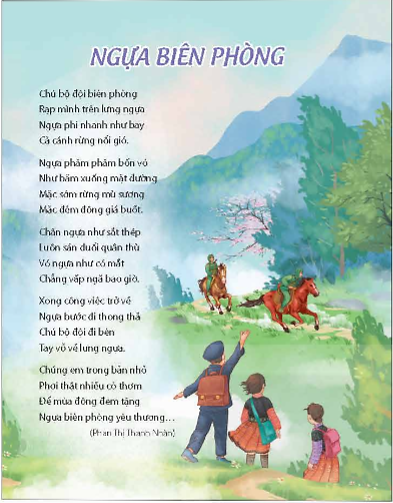 NGỰA BIÊN PHÒNG
Chú bộ đội biên phòng
Rạp mình trên lưng ngựa
Ngựa phi nhanh như bay
Cả cánh rừng nổi gió.
Ngựa phăm phăm bốn vó
Như băm xuống mặt đường
Mặc sớm rừng mù sương
Mặc đêm đông giá buốt.
Chân ngựa như sắt thép
Luôn săn đuổi quân thù
Vó ngựa như có mắt
Chẳng vấp ngã bao giờ.
Xong công việc trở về
Ngựa bước đi thong thả
Chú bộ đội đi bên
Tay vỗ về lưng ngựa.
Chúng em trong bản nhỏ
Phơi thật nhiều cỏ thơm
Để mùa đông đem tặng
Ngựa biên phòng yêu thương...
(Phan Thị Thanh Nhàn)